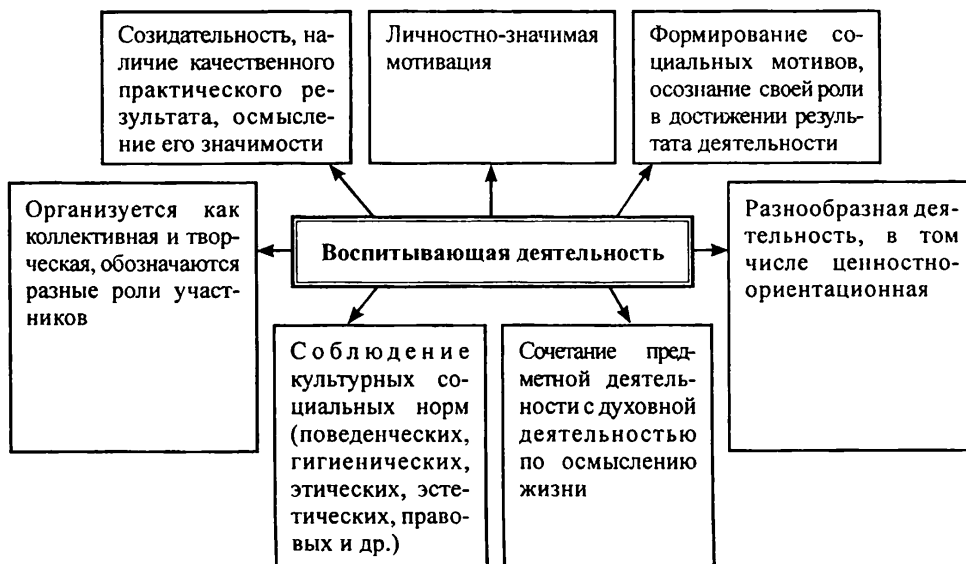 Созидательность, на-
личие качественного
практического ре-
зультата, осмысле-
ние его значимости
Личностно-значимая
мотивация
Формирование со-
циальных мотивов,
осознание своей роли
в достижении резуль-
тата деятельности
Организуется как
коллективная и твор-
ческая, обозначаются
разные роли участ-
ников
Воспитывающая деятельность
Разнообразная дея-
тельность, в том
числе ценностно-
ориентационная
Соблюдение
культурных со-
циальных норм
(поведенческих,
гигиенических,
этических, эсте-
тических, право-
вых и др.)
Сочетание пред-
метной деятель-
ности с духовной
деятельностью
по осмыслению
жизни